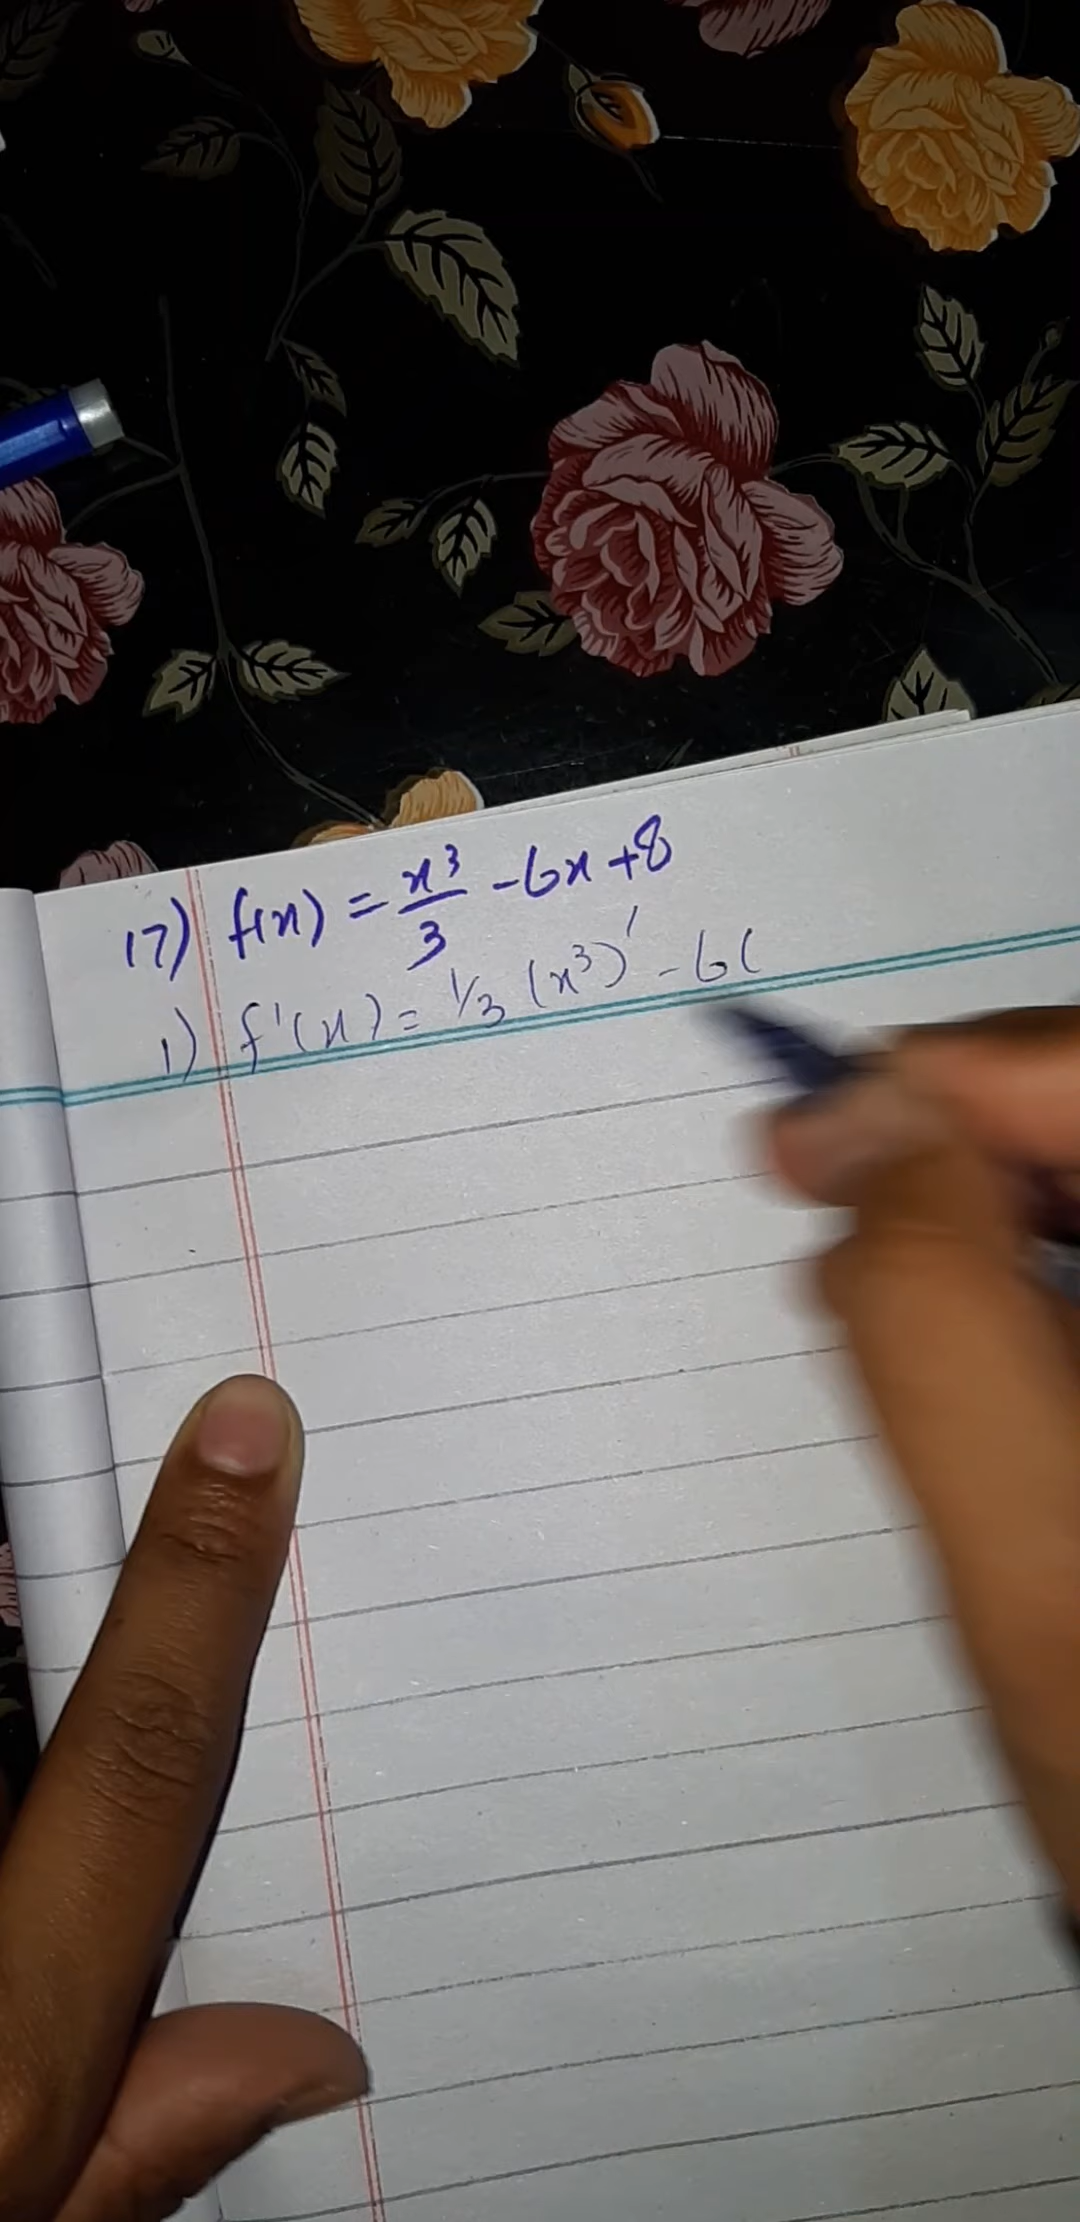 17) f(x) = x³/3 - 6x + 8
1) f'(x) = 1/3 (x³)' - 6(